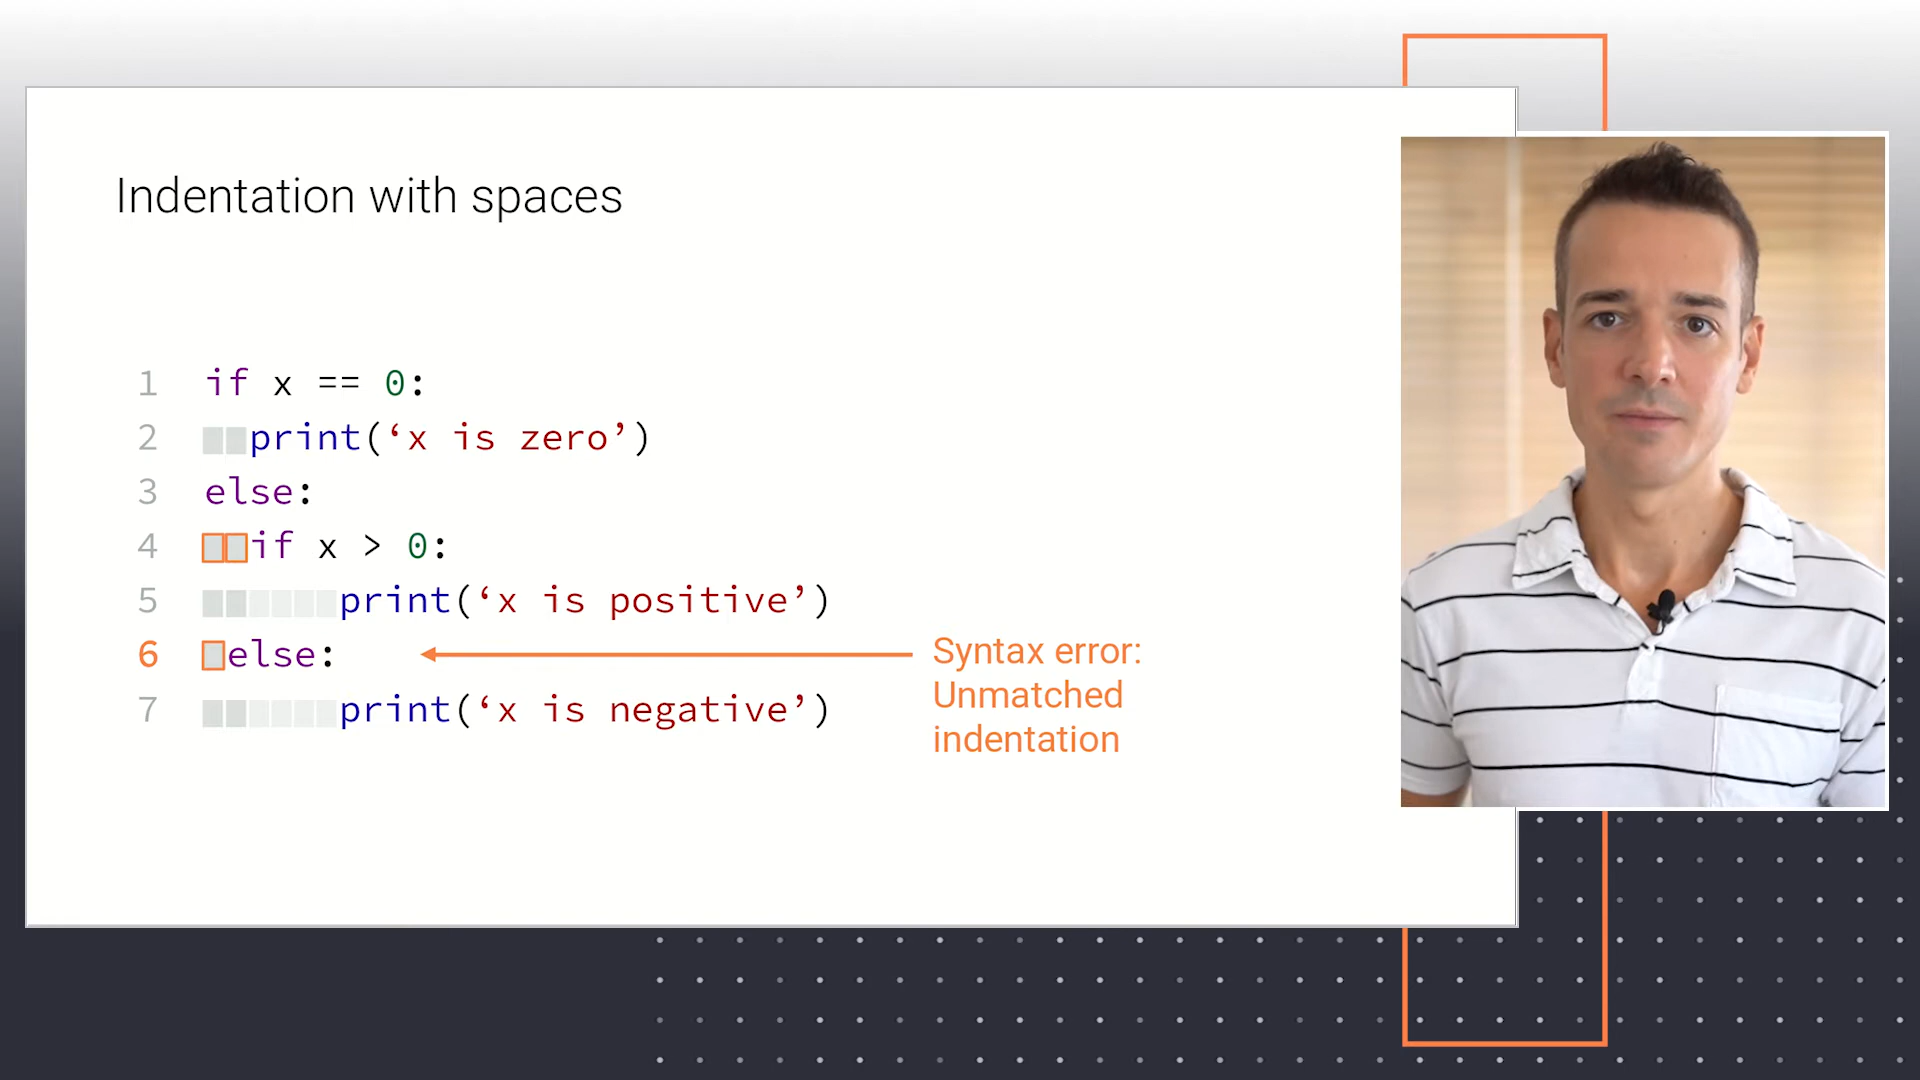 Indentation with spaces
1 if x == 0:
2 print(‘x is zero’)
3 else:
4 if x > 0:
5 print(‘x is positive’)
6 else:
7 print(‘x is negative’)
Syntax error:
Unmatched
indentation